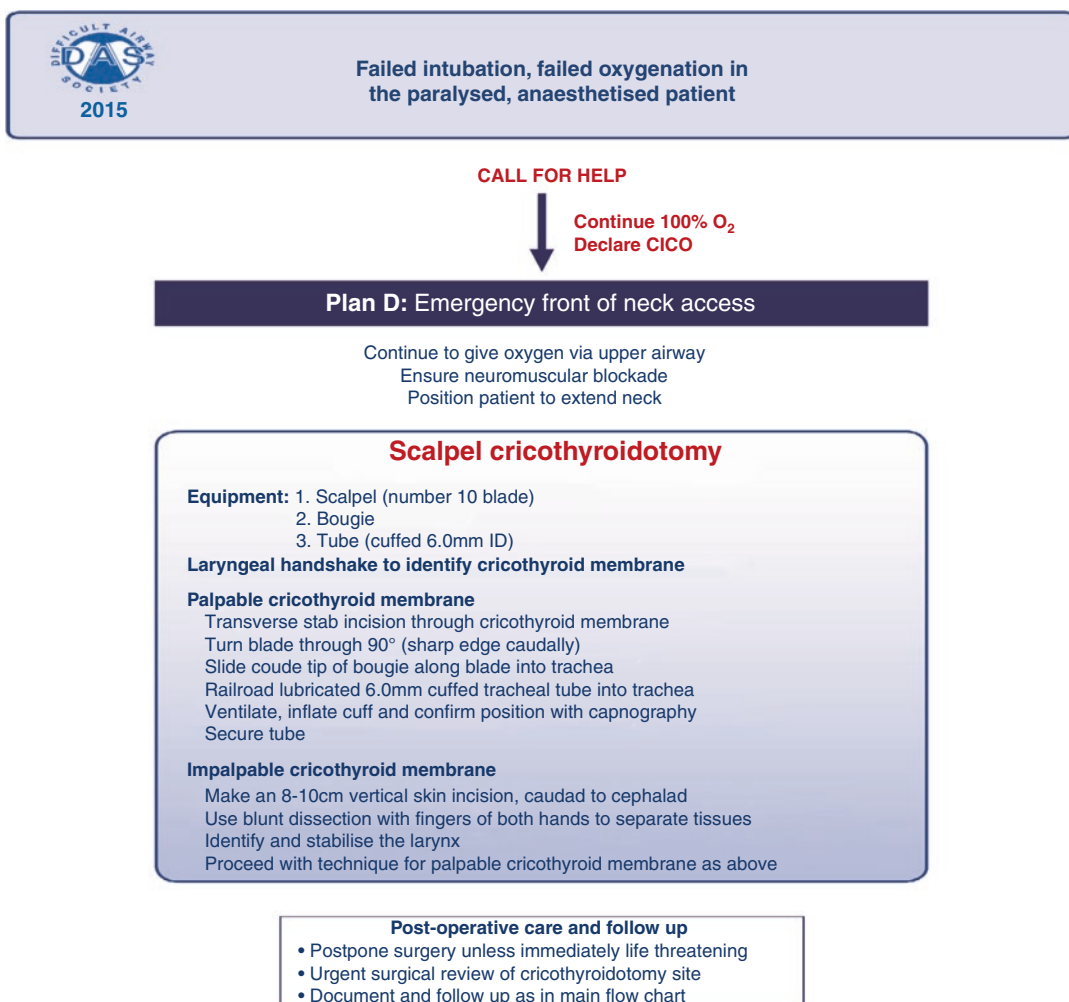 DIFFICULT AIRWAY SOCIETY
DAS
2015
Failed intubation, failed oxygenation in
the paralysed, anaesthetised patient
CALL FOR HELP
Continue 100% O₂
Declare CICO
Plan D: Emergency front of neck access
Continue to give oxygen via upper airway
Ensure neuromuscular blockade
Position patient to extend neck
Scalpel cricothyroidotomy
Equipment: 1. Scalpel (number 10 blade)
2. Bougie
3. Tube (cuffed 6.0mm ID)
Laryngeal handshake to identify cricothyroid membrane
Palpable cricothyroid membrane
Transverse stab incision through cricothyroid membrane
Turn blade through 90° (sharp edge caudally)
Slide coude tip of bougie along blade into trachea
Railroad lubricated 6.0mm cuffed tracheal tube into trachea
Ventilate, inflate cuff and confirm position with capnography
Secure tube
Impalpable cricothyroid membrane
Make an 8-10cm vertical skin incision, caudad to cephalad
Use blunt dissection with fingers of both hands to separate tissues
Identify and stabilise the larynx
Proceed with technique for palpable cricothyroid membrane as above
Post-operative care and follow up
• Postpone surgery unless immediately life threatening
• Urgent surgical review of cricothyroidotomy site
• Document and follow up as in main flow chart